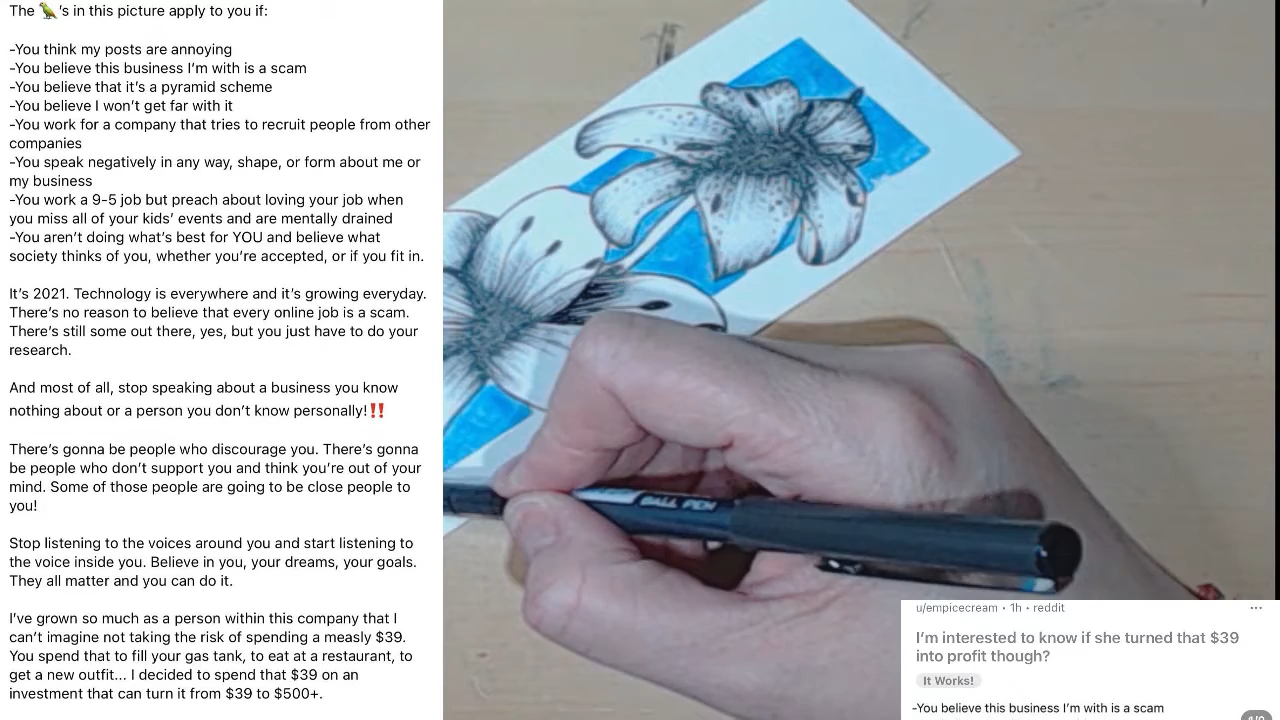 The 🦜's in this picture apply to you if:
-You think my posts are annoying
-You believe this business I'm with is a scam
-You believe that it's a pyramid scheme
-You believe I won't get far with it
-You work for a company that tries to recruit people from other
companies
-You speak negatively in any way, shape, or form about me or
my business
-You work a 9-5 job but preach about loving your job when
you miss all of your kids' events and are mentally drained
-You aren't doing what's best for YOU and believe what
society thinks of you, whether you're accepted, or if you fit in.
It's 2021. Technology is everywhere and it's growing everyday.
There's no reason to believe that every online job is a scam.
There's still some out there, yes, but you just have to do your
research.
And most of all, stop speaking about a business you know
nothing about or a person you don't know personally!‼️
There's gonna be people who discourage you. There's gonna
be people who don't support you and think you're out of your
mind. Some of those people are going to be close people to
you!
Stop listening to the voices around you and start listening to
the voice inside you. Believe in you, your dreams, your goals.
They all matter and you can do it.
I've grown so much as a person within this company that I
can't imagine not taking the risk of spending a measly $39.
You spend that to fill your gas tank, to eat at a restaurant, to
get a new outfit... I decided to spend that $39 on an
investment that can turn it from $39 to $500+.
BALL PEN
u/empicecream • 1h • reddit
I'm interested to know if she turned that $39
into profit though?
It Works!
-You believe this business I'm with is a scam